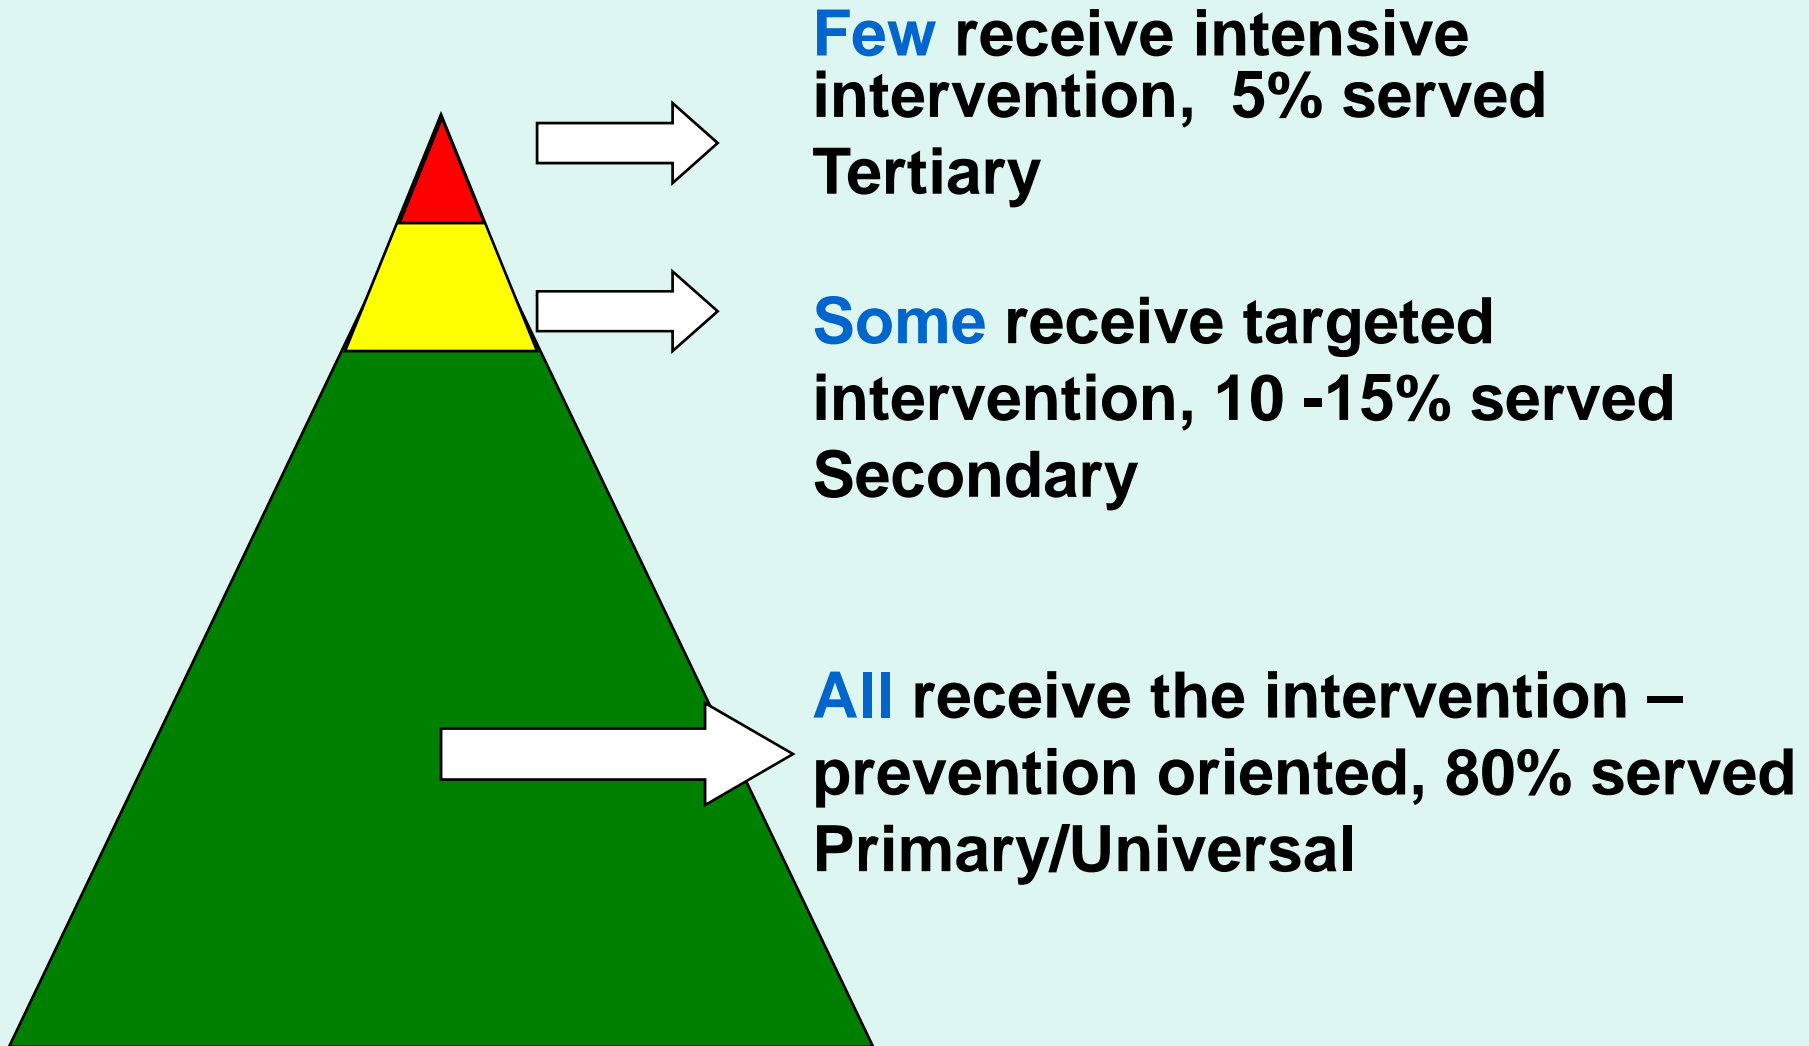 Few receive intensive
intervention,  5% served
Tertiary
Some receive targeted
intervention, 10 -15% served
Secondary
All receive the intervention –
prevention oriented, 80% served
Primary/Universal